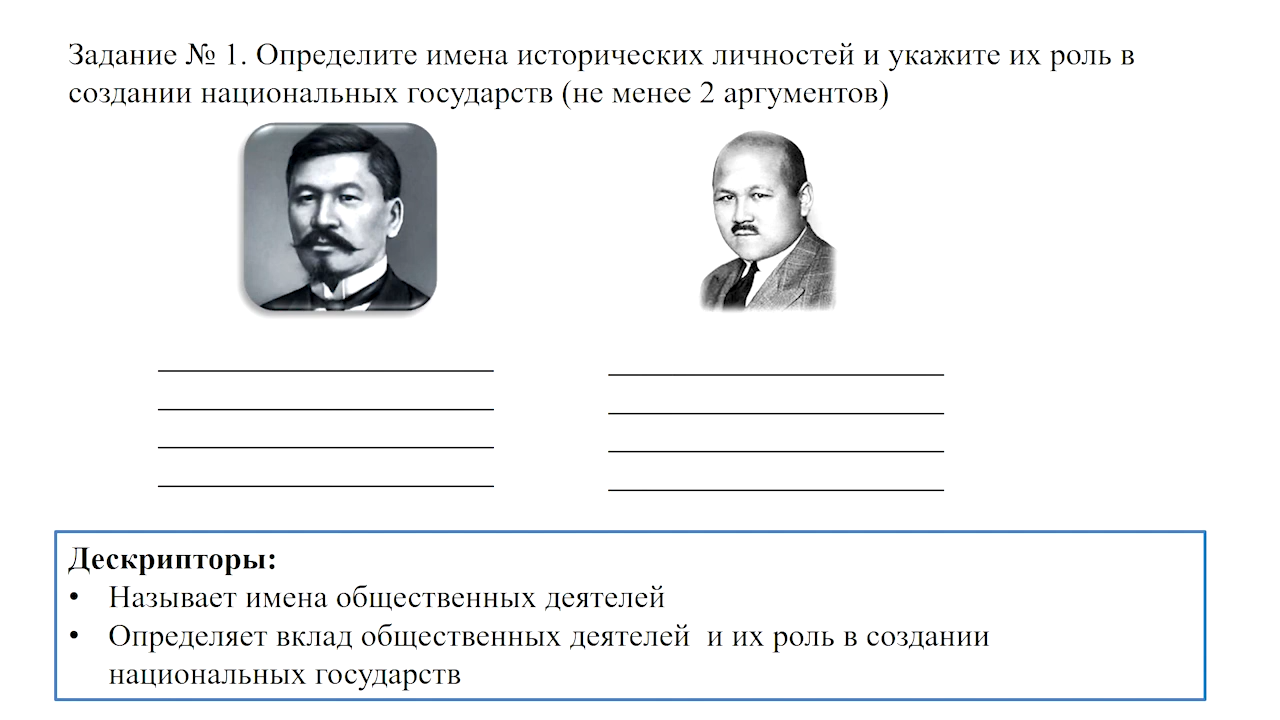 Задание № 1. Определите имена исторических личностей и укажите их роль в
создании национальных государств (не менее 2 аргументов)
Дескрипторы:
• Называет имена общественных деятелей
• Определяет вклад общественных деятелей и их роль в создании
национальных государств